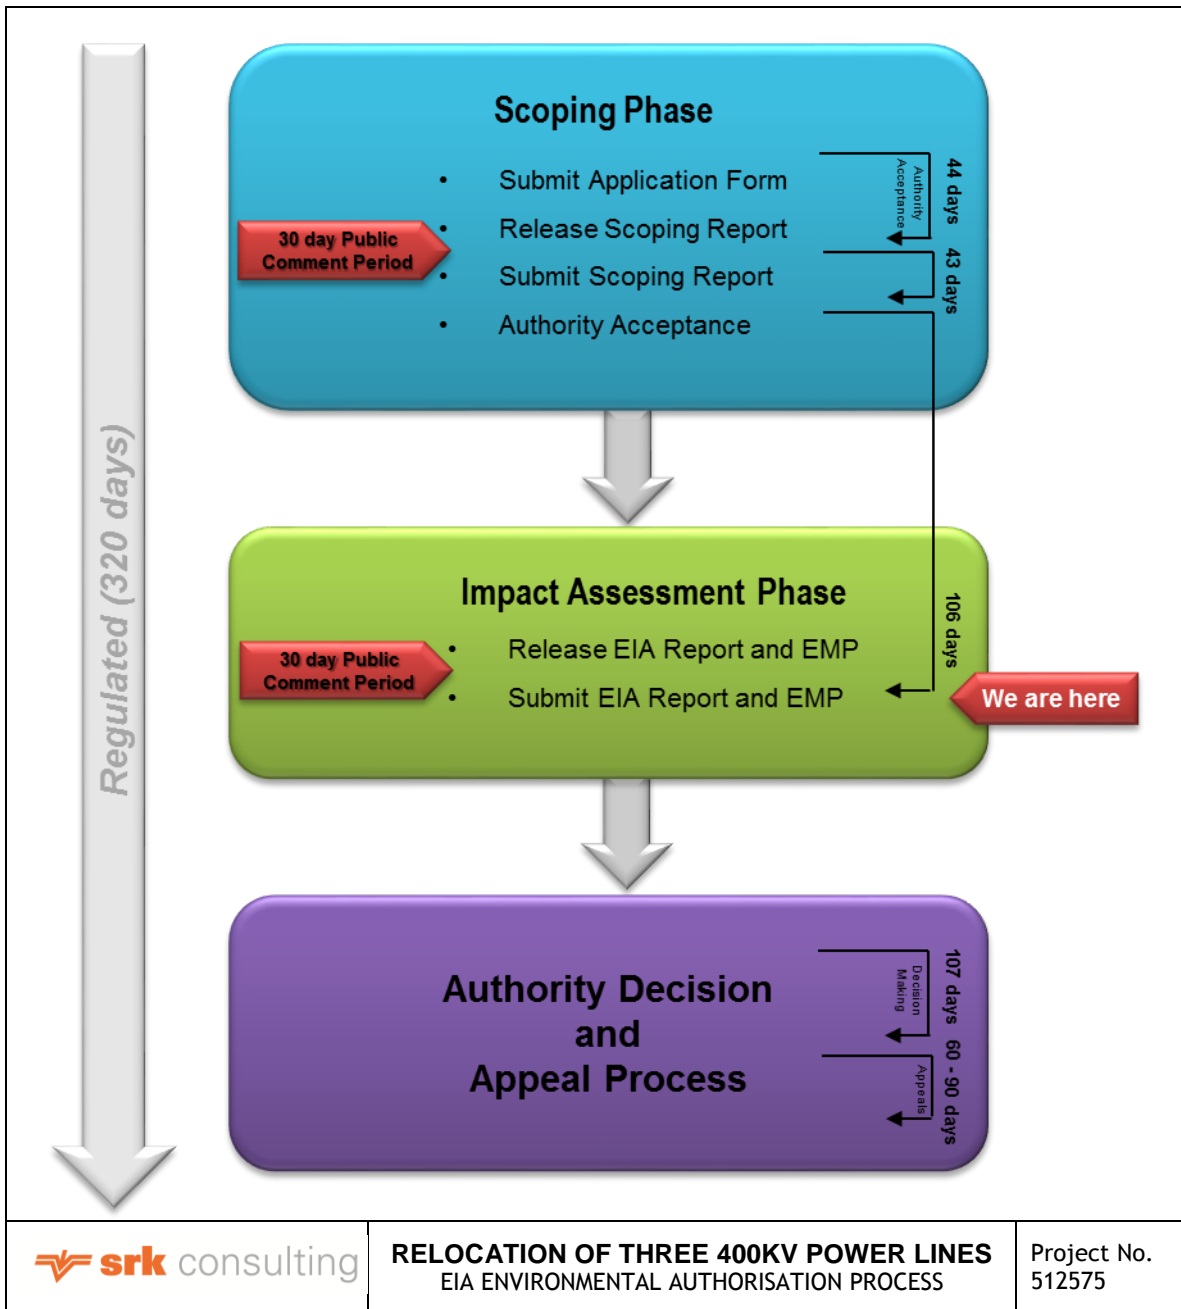 Regulated (320 days)
Scoping Phase
• Submit Application Form
• Release Scoping Report
• Submit Scoping Report
• Authority Acceptance
30 day Public
Comment Period
Authority
Acceptance
44 days
43 days
Impact Assessment Phase
• Release EIA Report and EMP
• Submit EIA Report and EMP
30 day Public
Comment Period
106 days
We are here
Authority Decision
and
Appeal Process
Decision
Making
107 days
Appeals
60 - 90 days
srk consulting
RELOCATION OF THREE 400KV POWER LINES
EIA ENVIRONMENTAL AUTHORISATION PROCESS
Project No.
512575